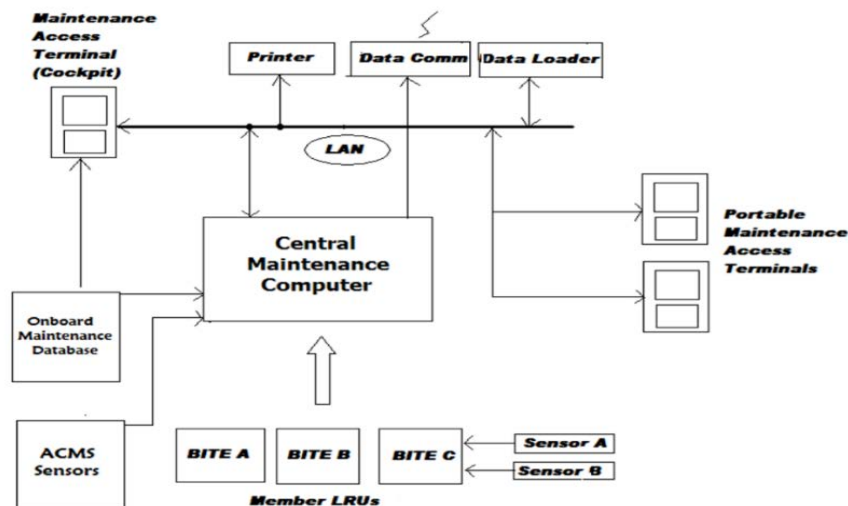 Maintenance
Access
Terminal
(Cockpit)
Printer
Data Comm
Data Loader
LAN
Central
Maintenance
Computer
Portable
Maintenance
Access
Terminals
Onboard
Maintenance
Database
ACMS
Sensors
BITE A
BITE B
BITE C
Sensor A
Sensor B
Member LRUs